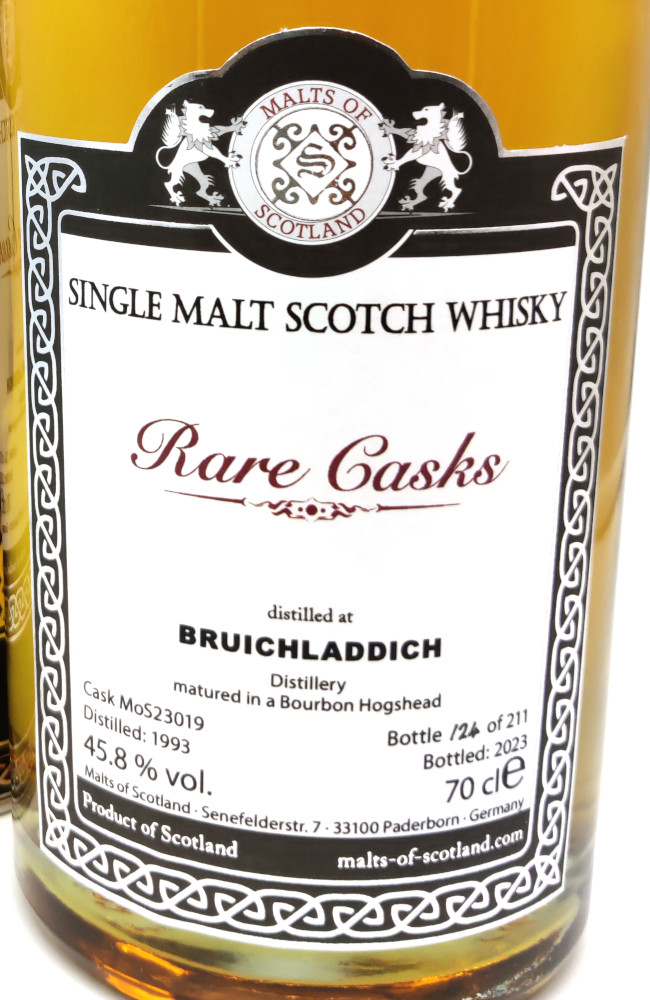 MALTS OF
S
SCOTLAND
SINGLE MALT SCOTCH WHISKY
Rare Casks
distilled at
BRUICHLADDICH
Distillery
matured in a Bourbon Hogshead
Cask MoS23019
Distilled: 1993
45.8 % vol.
Bottle 124 of 211
Bottled: 2023
70 cl e
Malts of Scotland · Senefelderstr. 7 · 33100 Paderborn · Germany
Product of Scotland
malts-of-scotland.com